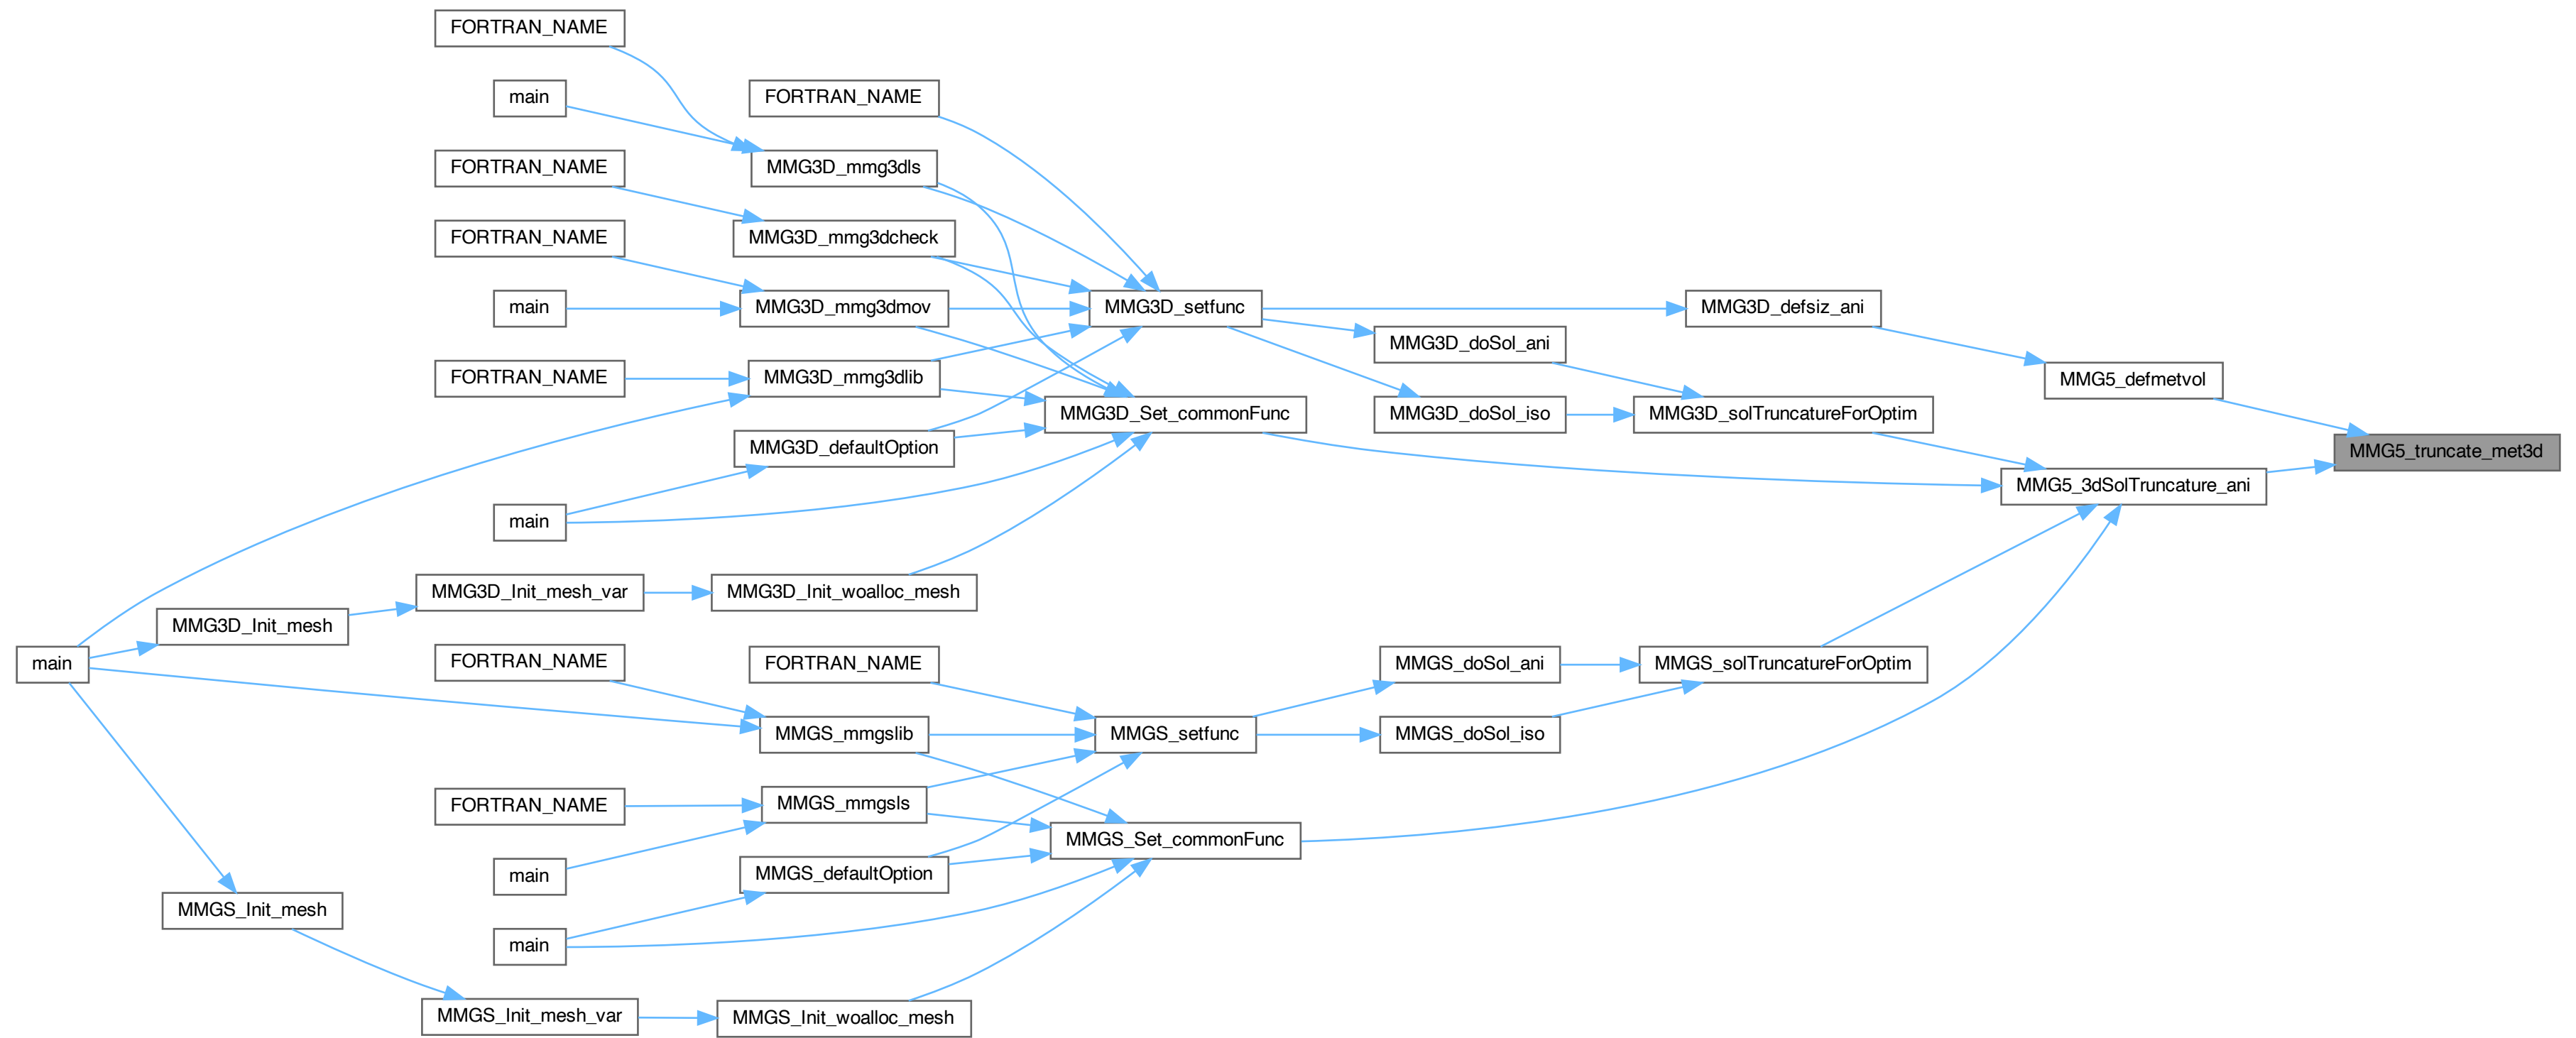 FORTRAN_NAME
main
FORTRAN_NAME
MMG3D_mmg3dls
FORTRAN_NAME
MMG3D_mmg3dcheck
FORTRAN_NAME
main
MMG3D_mmg3dmov
MMG3D_setfunc
MMG3D_defsiz_ani
MMG3D_doSol_ani
FORTRAN_NAME
MMG3D_mmg3dlib
MMG5_defmetvol
MMG3D_Set_commonFunc
MMG3D_doSol_iso
MMG3D_solTruncatureForOptim
MMG3D_defaultOption
MMG5_truncate_met3d
MMG5_3dSolTruncature_ani
main
MMG3D_Init_mesh_var
MMG3D_Init_woalloc_mesh
MMG3D_Init_mesh
main
FORTRAN_NAME
FORTRAN_NAME
MMGS_doSol_ani
MMGS_solTruncatureForOptim
MMGS_mmgslib
MMGS_setfunc
MMGS_doSol_iso
FORTRAN_NAME
MMGS_mmgsls
MMGS_Set_commonFunc
main
MMGS_defaultOption
MMGS_Init_mesh
main
MMGS_Init_mesh_var
MMGS_Init_woalloc_mesh